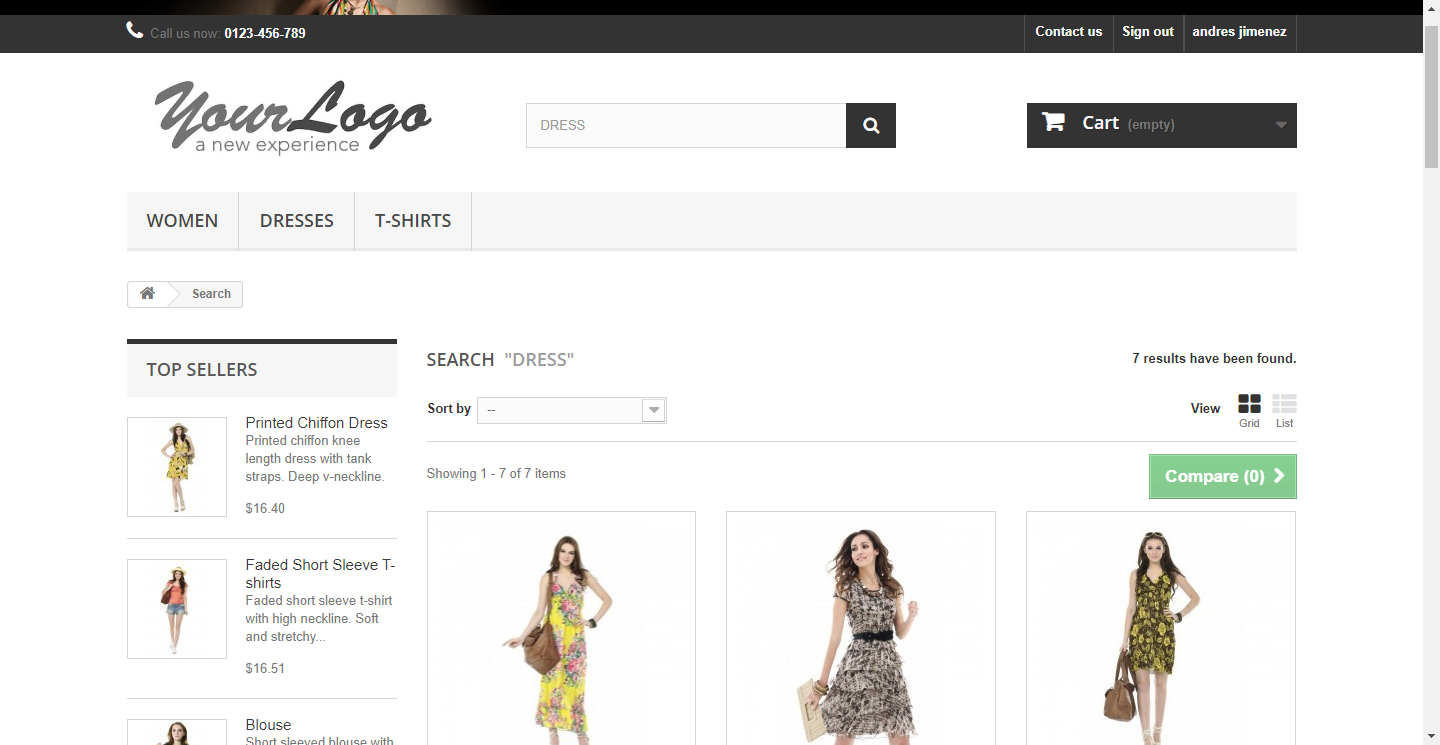 Call us now: 0123-456-789
Contact us
Sign out
andres jimenez
YourLogo
a new experience
DRESS
Cart (empty)
WOMEN
DRESSES
T-SHIRTS
Search
TOP SELLERS
Printed Chiffon Dress
Printed chiffon knee
length dress with tank
straps. Deep v-neckline.
$16.40
Faded Short Sleeve T-
shirts
Faded short sleeve t-shirt
with high neckline. Soft
and stretchy...
$16.51
Blouse
Short sleeved blouse with
SEARCH "DRESS"
7 results have been found.
Sort by --
View
Grid
List
Showing 1 - 7 of 7 items
Compare (0)